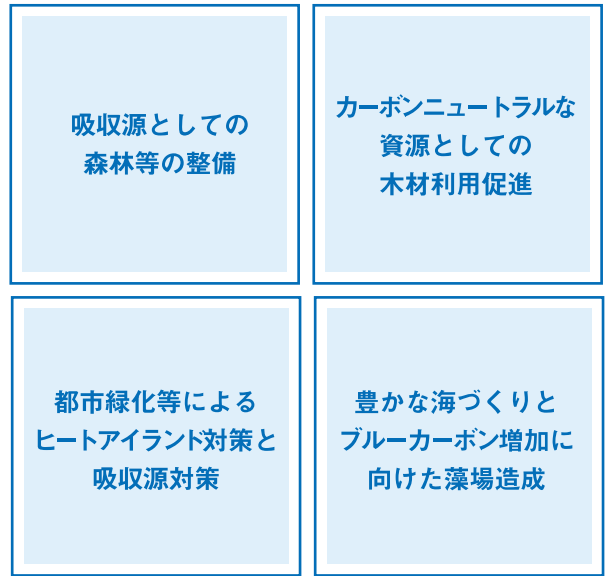 吸収源としての
森林等の整備
カーボンニュートラルな
資源としての
木材利用促進
都市緑化等による
ヒートアイランド対策と
吸収源対策
豊かな海づくりと
ブルーカーボン増加に
向けた藻場造成